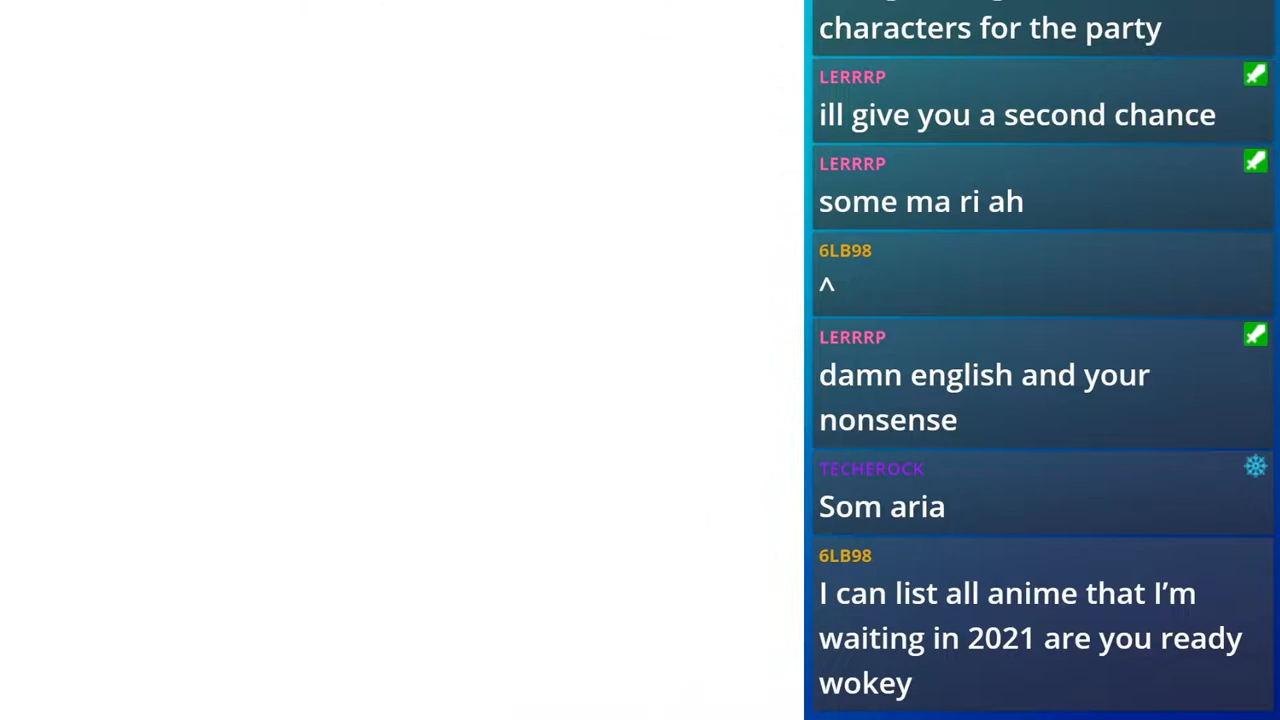 characters for the party
LERRRP
ill give you a second chance
LERRRP
some ma ri ah
6LB98
^
LERRRP
damn english and your
nonsense
TECHEROCK
Som aria
6LB98
I can list all anime that I’m
waiting in 2021 are you ready
wokey